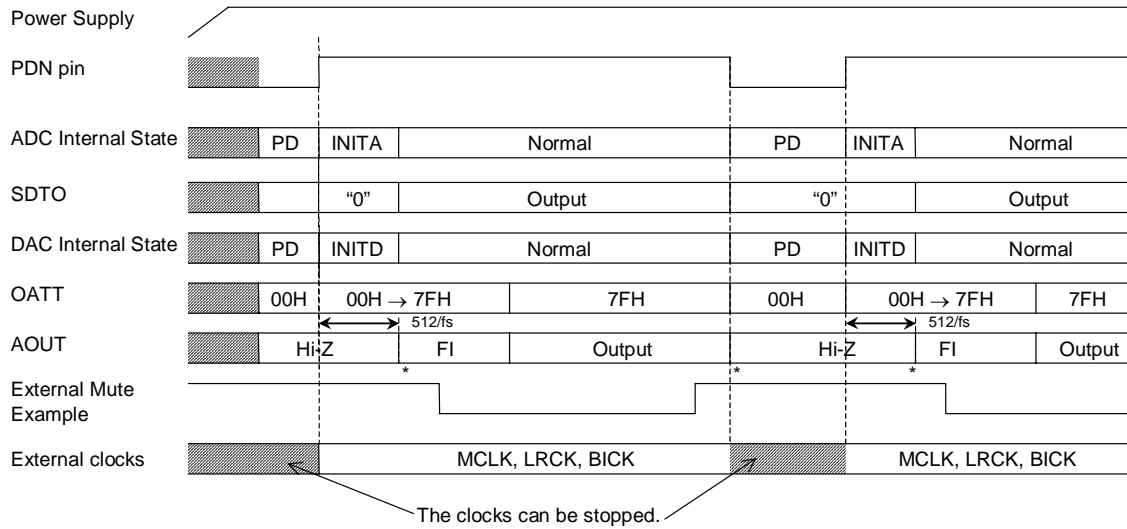 Power Supply
PDN pin
ADC Internal State PD INITA Normal PD INITA Normal
SDTO “0” Output “0” Output
DAC Internal State PD INITD Normal PD INITD Normal
OATT 00H 00H → 7FH 7FH 00H 00H → 7FH 7FH
512/fs 512/fs
AOUT Hi-Z FI Output Hi-Z FI Output
* * *
External Mute
Example
External clocks MCLK, LRCK, BICK MCLK, LRCK, BICK
The clocks can be stopped.